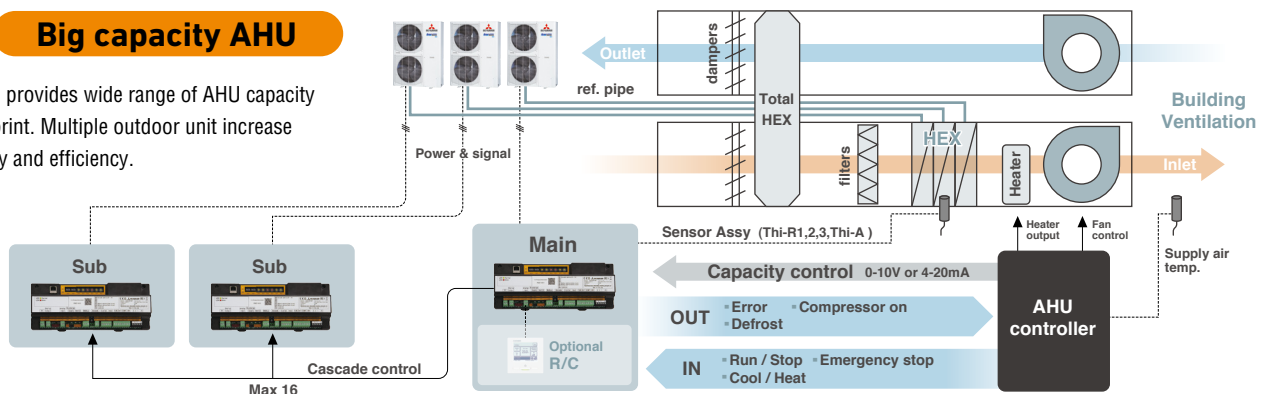 Big capacity AHU
provides wide range of AHU capacity
print. Multiple outdoor unit increase
y and efficiency.
Outlet
dampers
ref. pipe
Total
HEX
Building
Ventilation
Power & signal
filters
HEX
Heater
Inlet
Sub
Sub
Main
Sensor Assy (Thi-R1,2,3,Thi-A )
Heater
output
Fan
control
Supply air
temp.
Capacity control 0-10V or 4-20mA
OUT
Error
Compressor on
Defrost
AHU
controller
IN
Run / Stop
Emergency stop
Cool / Heat
Optional
R/C
Cascade control
Max 16